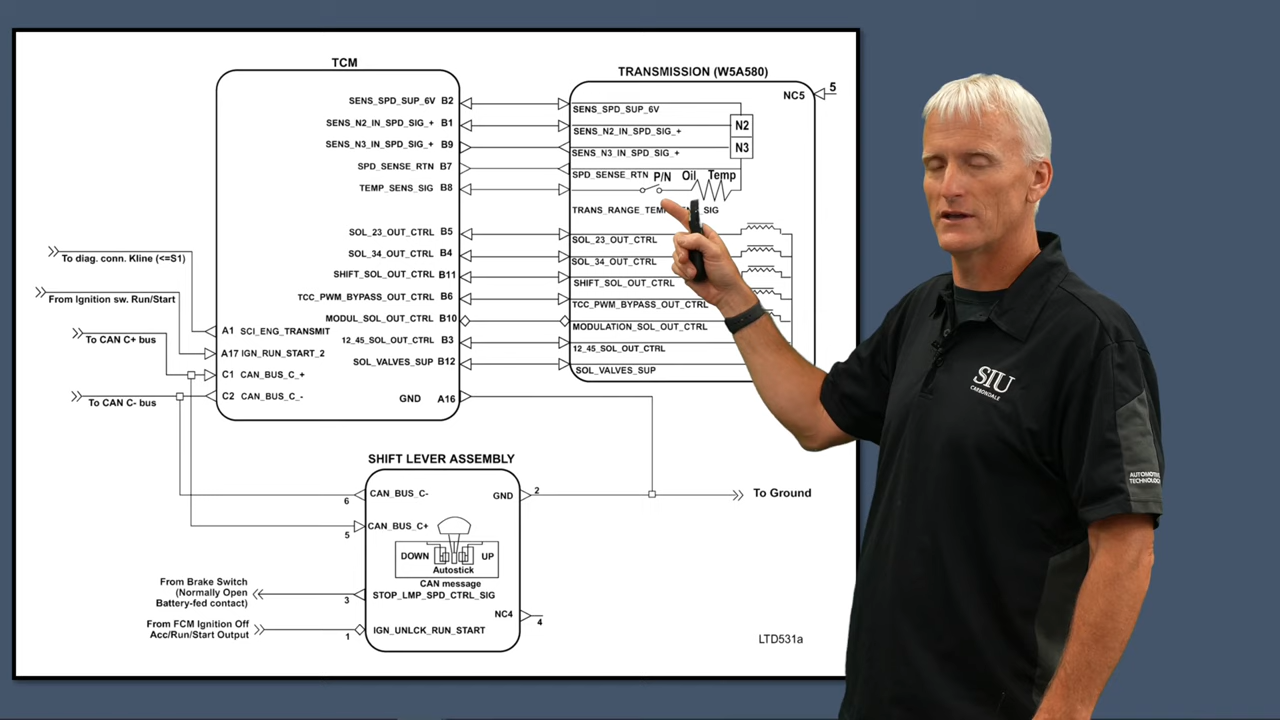 TCM
SENS_SPD_SUP_6V B2
SENS_N2_IN_SPD_SIG_+ B1
SENS_N3_IN_SPD_SIG_+ B9
SPD_SENSE_RTN B7
TEMP_SENS_SIG B8
SOL_23_OUT_CTRL B5
SOL_34_OUT_CTRL B4
SHIFT_SOL_OUT_CTRL B11
TCC_PWM_BYPASS_OUT_CTRL B6
MODUL_SOL_OUT_CTRL B10
12_45_SOL_OUT_CTRL B3
SOL_VALVES_SUP B12
GND A16
A1 SCI_ENG_TRANSMIT
A17 IGN_RUN_START_2
C1 CAN_BUS_C_+
C2 CAN_BUS_C_-
To diag. conn. Kline (<=S1)
From Ignition sw. Run/Start
To CAN C+ bus
To CAN C- bus
TRANSMISSION (W5A580)
NC5 5
SENS_SPD_SUP_6V
SENS_N2_IN_SPD_SIG_+ N2
SENS_N3_IN_SPD_SIG_+ N3
SPD_SENSE_RTN P/N Oil Temp
TRANS_RANGE_TEM SIG
SOL_23_OUT_CTRL
SOL_34_OUT_CTRL
SHIFT_SOL_OUT_CTRL
TCC_PWM_BYPASS_OUT_CTRL
MODULATION_SOL_OUT_CTRL
12_45_SOL_OUT_CTRL
SOL_VALVES_SUP
SHIFT LEVER ASSEMBLY
6 CAN_BUS_C- GND 2
To Ground
5 CAN_BUS_C+
DOWN UP
Autostick
CAN message
3 STOP_LMP_SPD_CTRL_SIG
NC4 4
1 IGN_UNLCK_RUN_START
From Brake Switch
(Normally Open
Battery-fed contact)
From FCM Ignition Off
Acc/Run/Start Output
LTD531a
SIU
CARBONDALE
AUTOMOTIVE
TECHNOLOGY